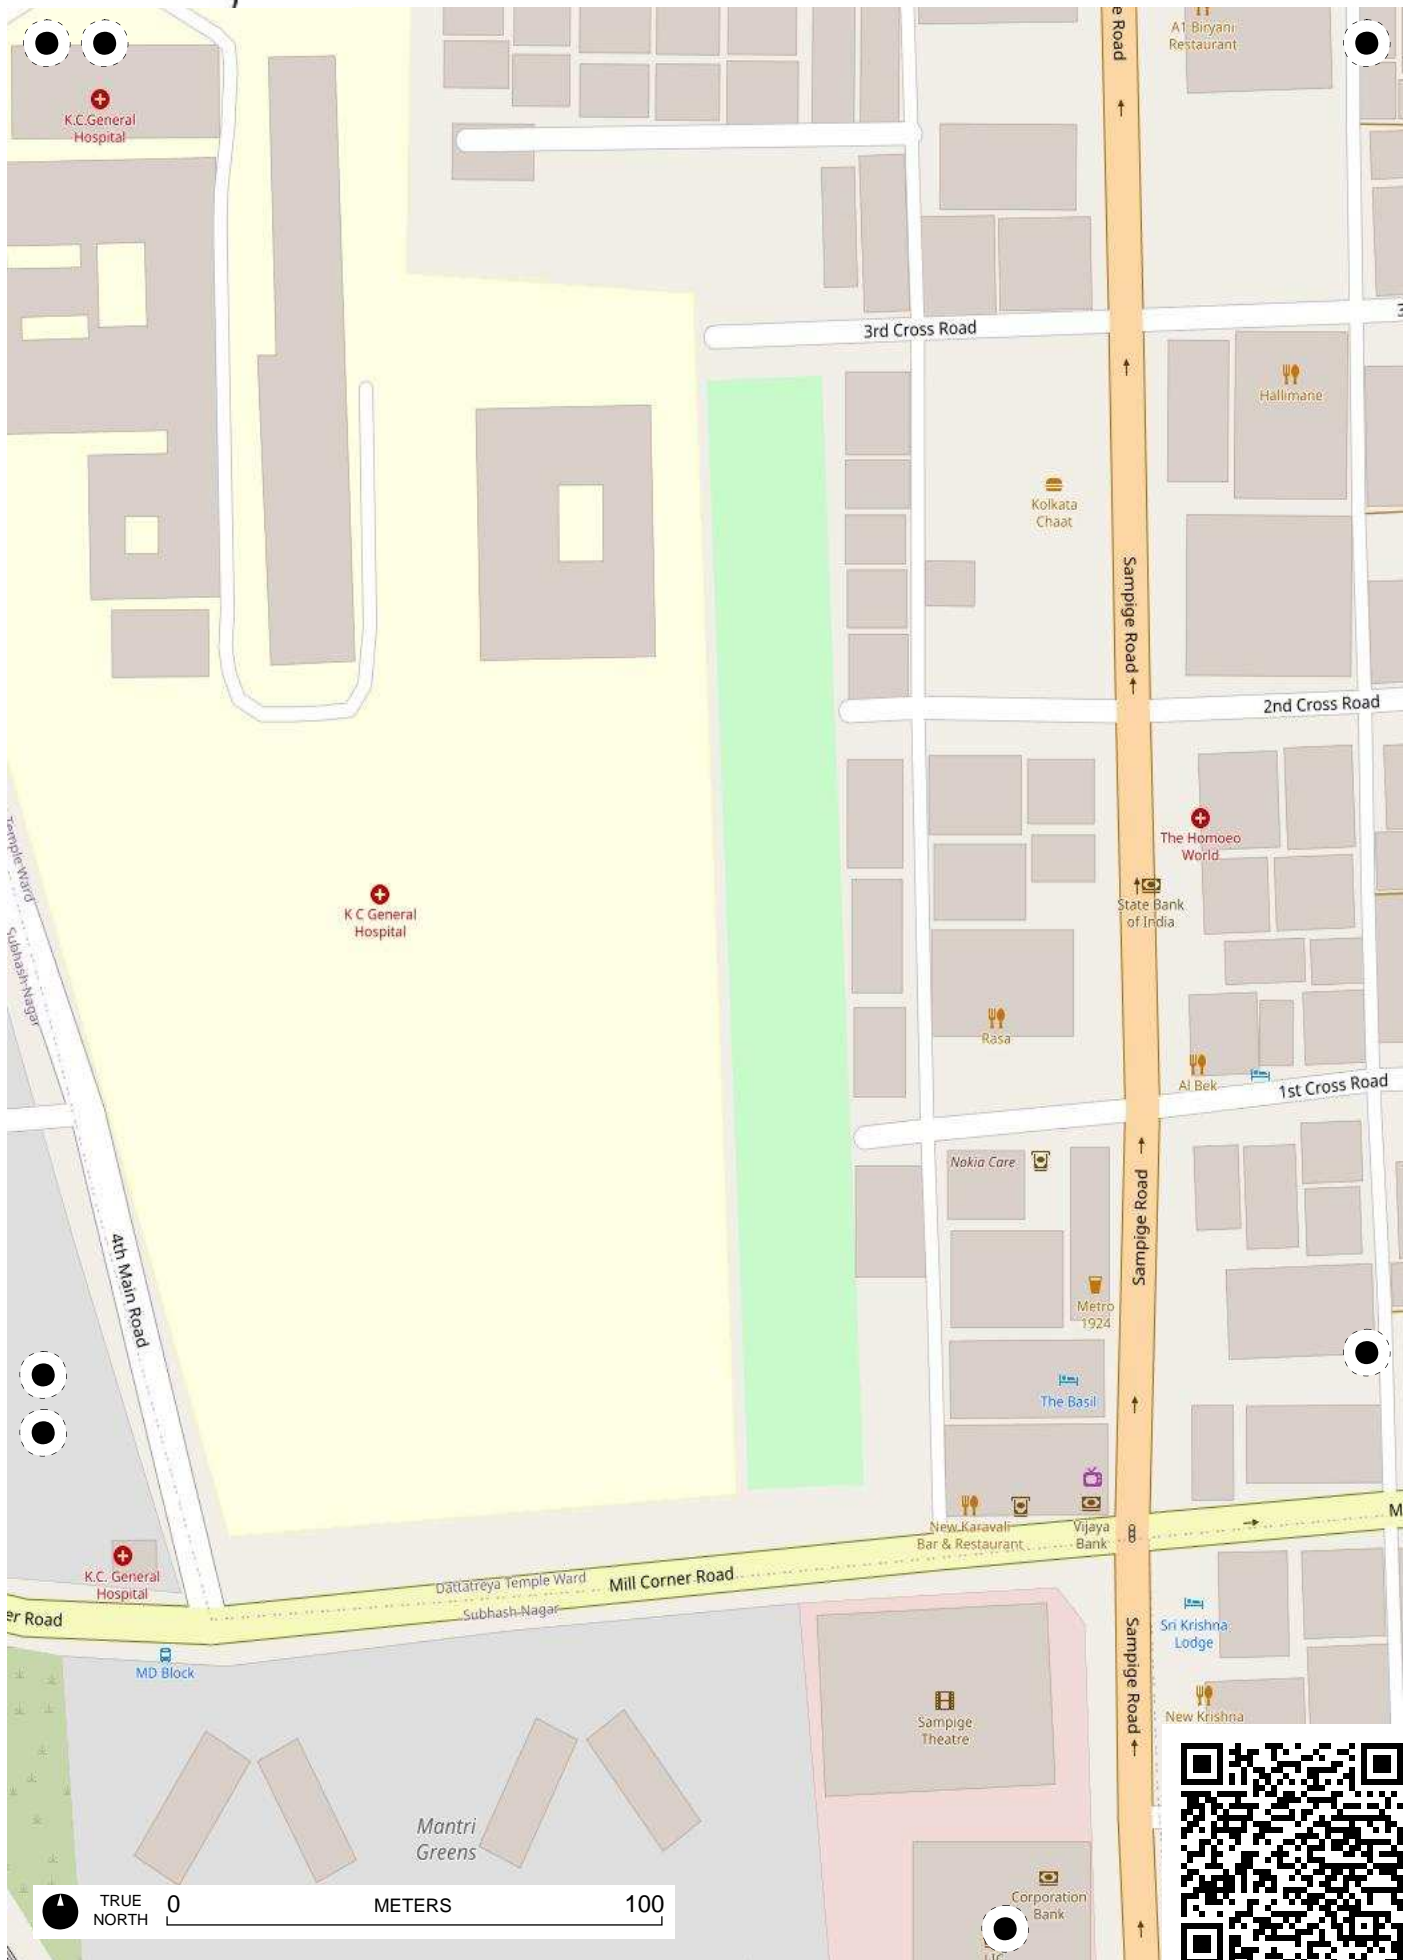 e Road
A1 Biryani
Restaurant
K.C.General
Hospital
3rd Cross Road
3
Hallimane
Kolkata
Chaat
Sampige Road
2nd Cross Road
Temple Ward
Subhash Nagar
The Homoeo
World
State Bank
of India
K C General
Hospital
Rasa
Al Bek
1st Cross Road
Nokia Care
Sampige Road
4th Main Road
Metro
1924
The Basil
New Karavali
Bar & Restaurant
Vijaya
Bank
M
K.C. General
Hospital
Dattatreya Temple Ward
Mill Corner Road
Subhash Nagar
er Road
MD Block
Sri Krishna
Lodge
Sampige Road
New Krishna
Sampige
Theatre
Mantri
Greens
Corporation
Bank
TRUE
NORTH
0 METERS 100